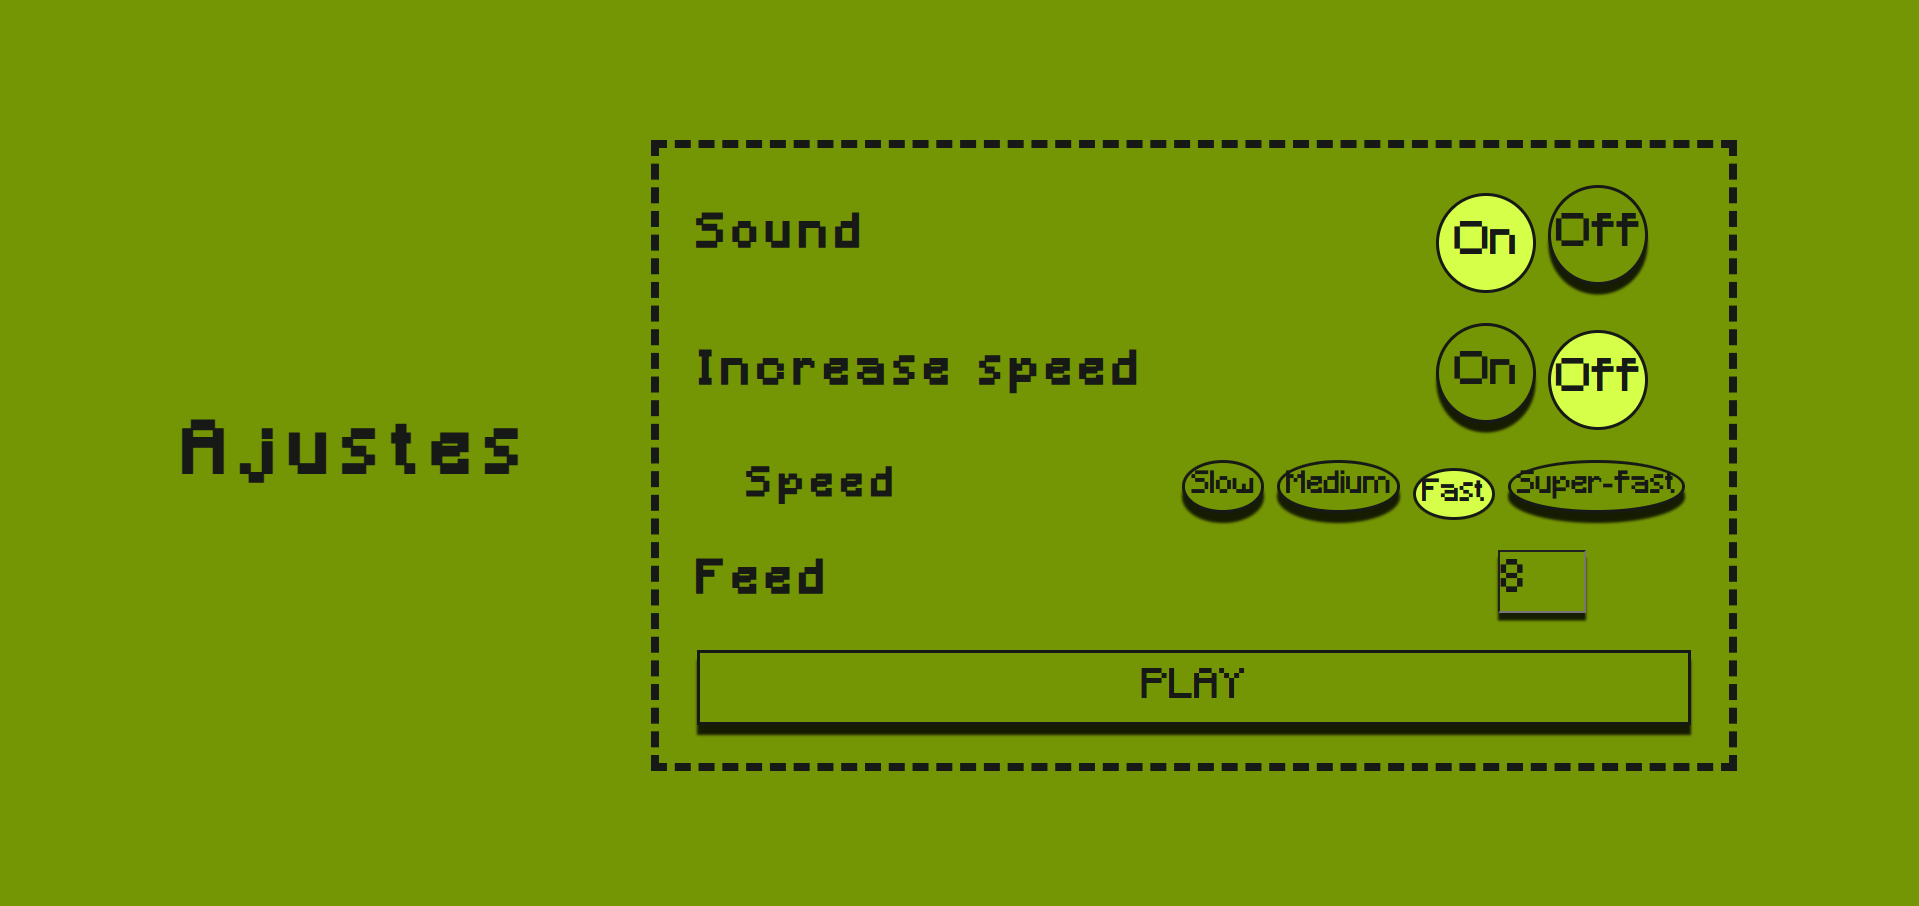 Ajustes
Sound On Off
Increase speed On Off
Speed Slow Medium Fast Super-fast
Feed 8
PLAY